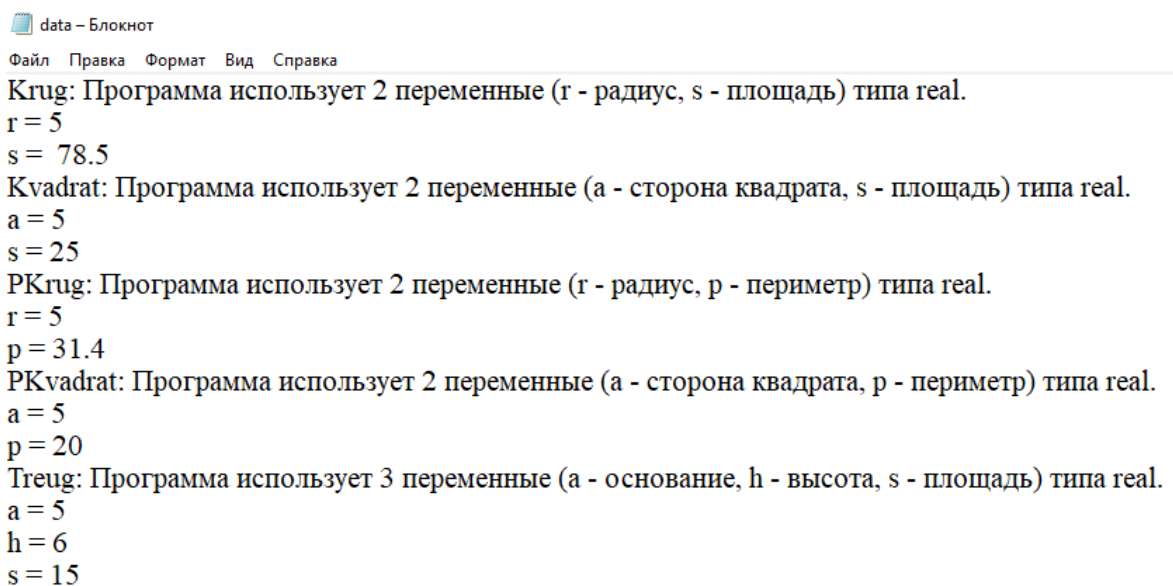 data – Блокнот
Файл Правка Формат Вид Справка
Krug: Программа использует 2 переменные (r - радиус, s - площадь) типа real.
r = 5
s =  78.5
Kvadrat: Программа использует 2 переменные (a - сторона квадрата, s - площадь) типа real.
a = 5
s = 25
PKrug: Программа использует 2 переменные (r - радиус, p - периметр) типа real.
r = 5
p = 31.4
PKvadrat: Программа использует 2 переменные (a - сторона квадрата, p - периметр) типа real.
a = 5
p = 20
Treug: Программа использует 3 переменные (a - основание, h - высота, s - площадь) типа real.
a = 5
h = 6
s = 15